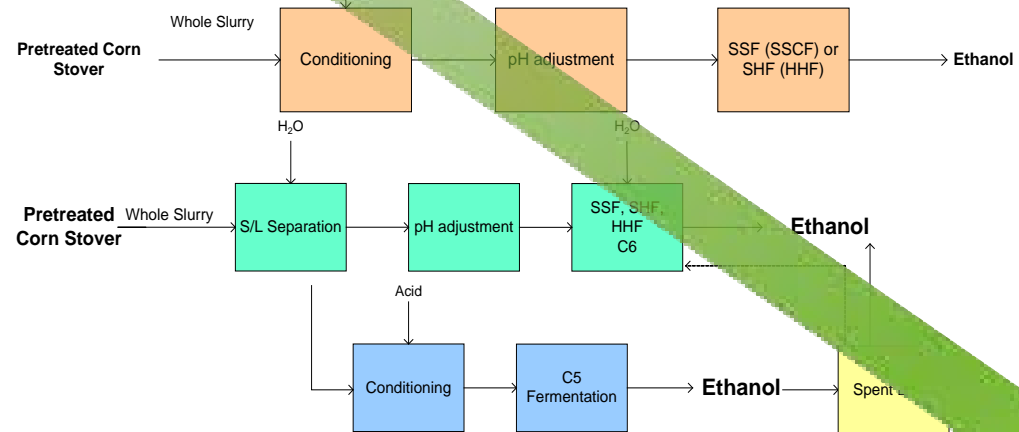 Whole Slurry
Pretreated Corn
Stover
Conditioning
pH adjustment
SSF (SSCF) or
SHF (HHF)
Ethanol
H₂O
H₂O
Pretreated
Corn Stover
Whole Slurry
S/L Separation
pH adjustment
SSF, SHF,
HHF
C6
Ethanol
Acid
Conditioning
C5
Fermentation
Ethanol
Spent